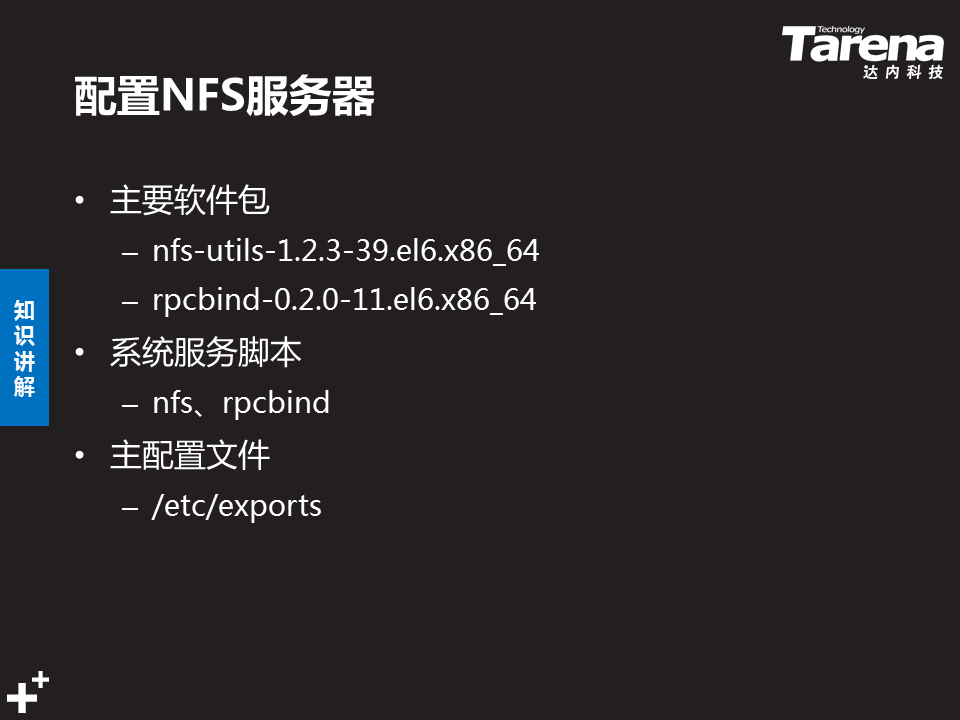 Technology
Tarena
达内科技
配置NFS服务器
• 主要软件包
– nfs-utils-1.2.3-39.el6.x86_64
– rpcbind-0.2.0-11.el6.x86_64
• 系统服务脚本
– nfs、rpcbind
• 主配置文件
– /etc/exports
知识讲解